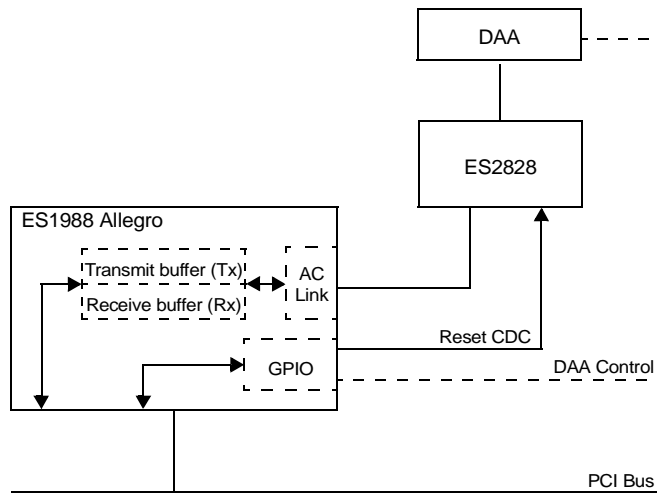 DAA
ES2828
ES1988 Allegro
Transmit buffer (Tx)
Receive buffer (Rx)
AC
Link
Reset CDC
GPIO
DAA Control
PCI Bus